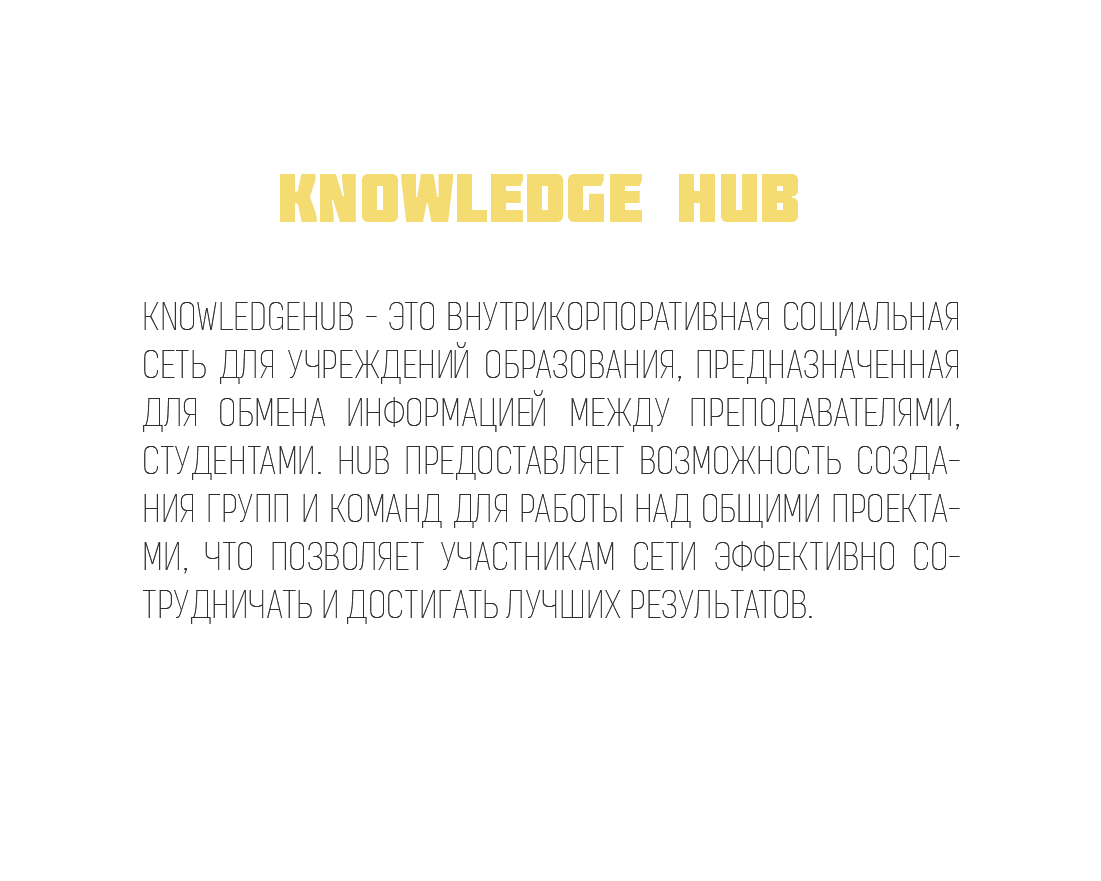 KNOWLEDGE HUB
KNOWLEDGEHUB - ЭТО ВНУТРИКОРПОРАТИВНАЯ СОЦИАЛЬНАЯ
СЕТЬ ДЛЯ УЧРЕЖДЕНИЙ ОБРАЗОВАНИЯ, ПРЕДНАЗНАЧЕННАЯ
ДЛЯ ОБМЕНА ИНФОРМАЦИЕЙ МЕЖДУ ПРЕПОДАВАТЕЛЯМИ,
СТУДЕНТАМИ. HUB ПРЕДОСТАВЛЯЕТ ВОЗМОЖНОСТЬ СОЗДА-
НИЯ ГРУПП И КОМАНД ДЛЯ РАБОТЫ НАД ОБЩИМИ ПРОЕКТА-
МИ, ЧТО ПОЗВОЛЯЕТ УЧАСТНИКАМ СЕТИ ЭФФЕКТИВНО СО-
ТРУДНИЧАТЬ И ДОСТИГАТЬ ЛУЧШИХ РЕЗУЛЬТАТОВ.